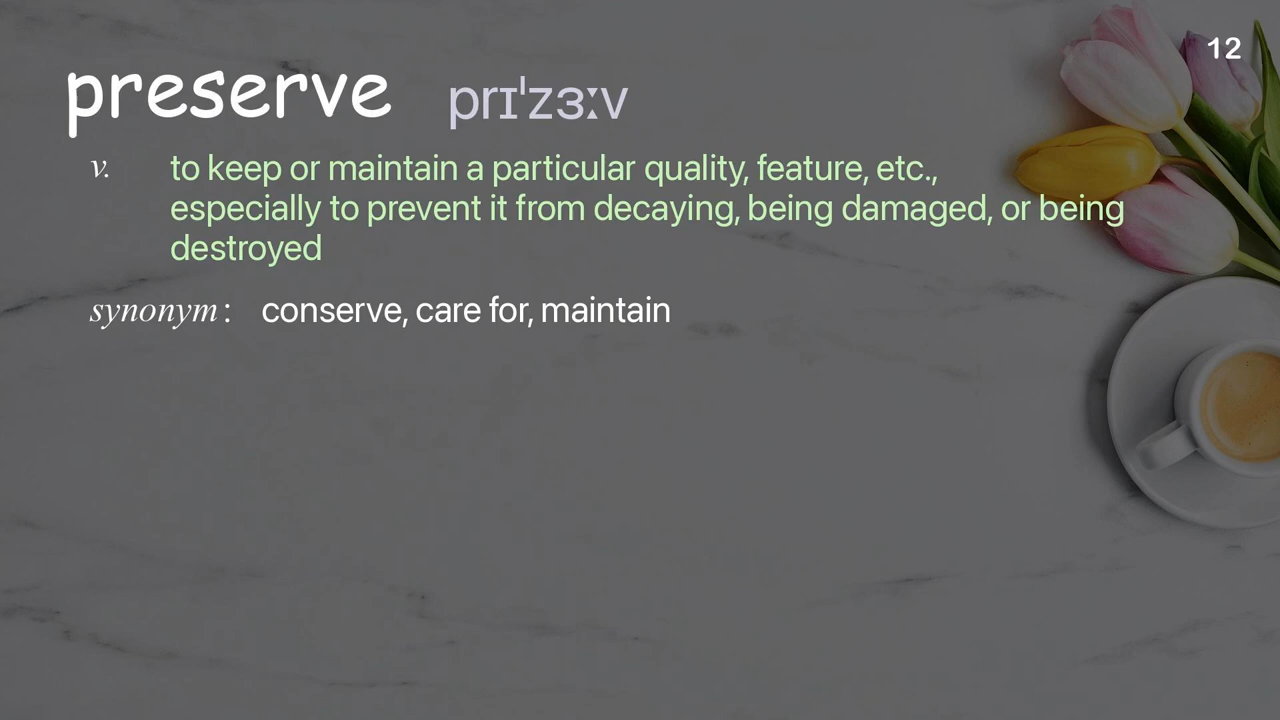 12
preserve prɪˈzɜːv
v. to keep or maintain a particular quality, feature, etc.,
especially to prevent it from decaying, being damaged, or being
destroyed
synonym: conserve, care for, maintain